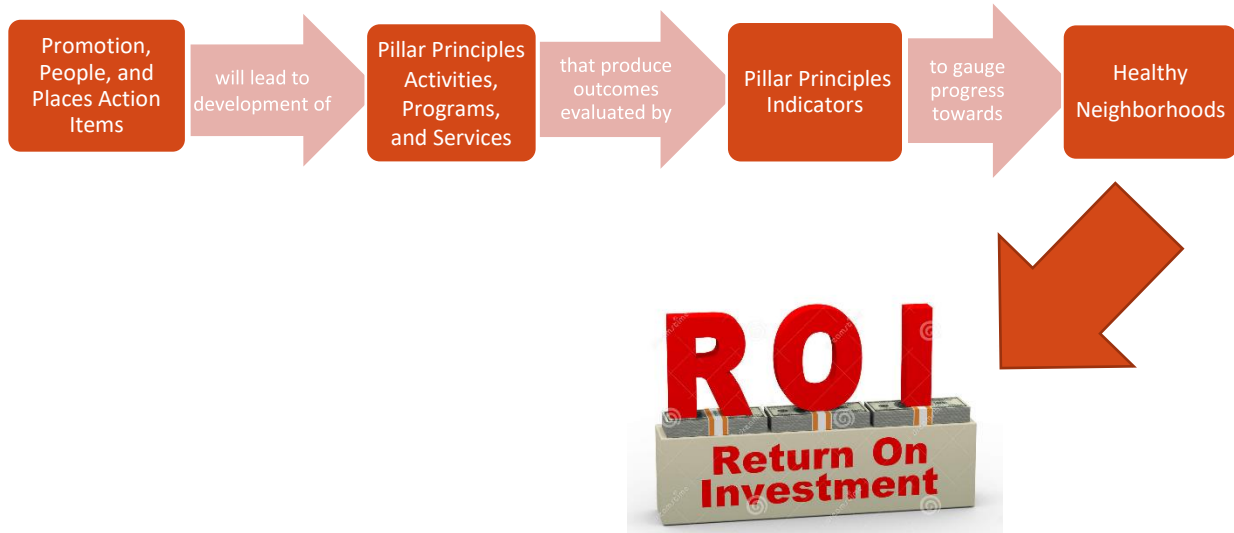 Promotion,
People, and
Places Action
Items
will lead to
development of
Pillar Principles
Activities,
Programs,
and Services
that produce
outcomes
evaluated by
Pillar Principles
Indicators
to gauge
progress
towards
Healthy
Neighborhoods
ROI
Return On
Investment